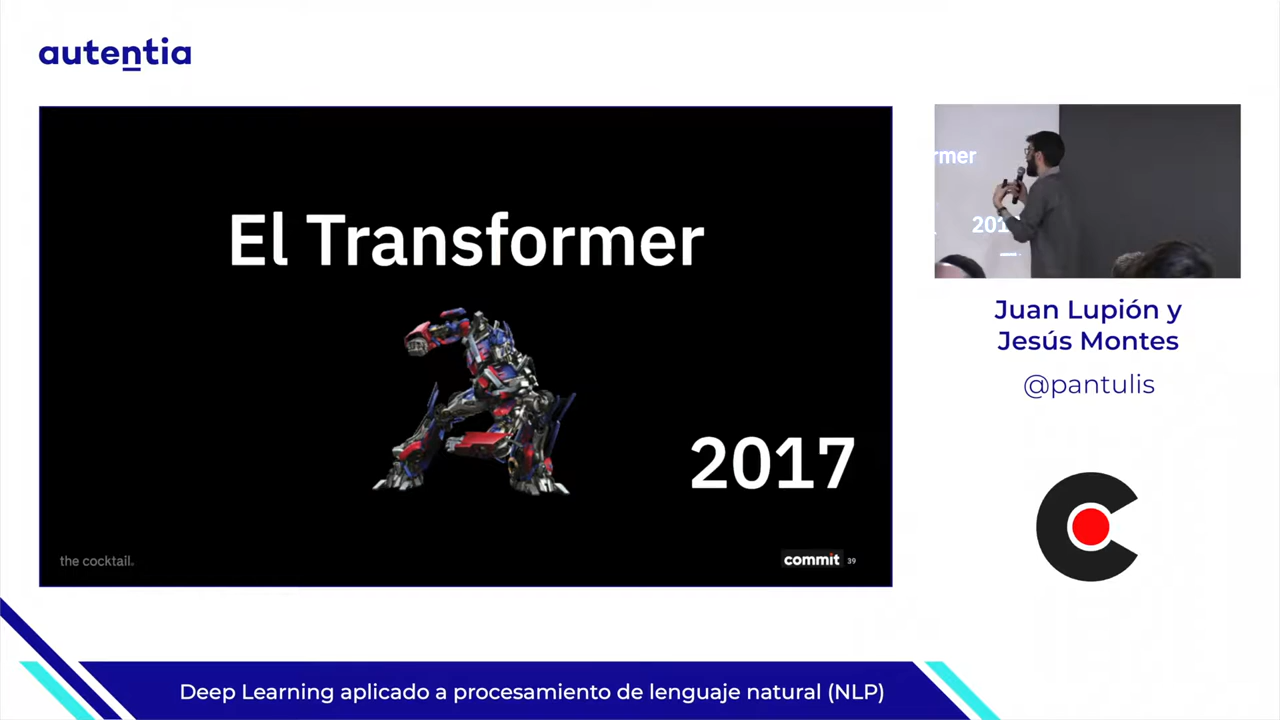 autentia
El Transformer
2017
the cocktail.
commit 39
rmer
201
Juan Lupión y
Jesús Montes
@pantulis
Deep Learning aplicado a procesamiento de lenguaje natural (NLP)